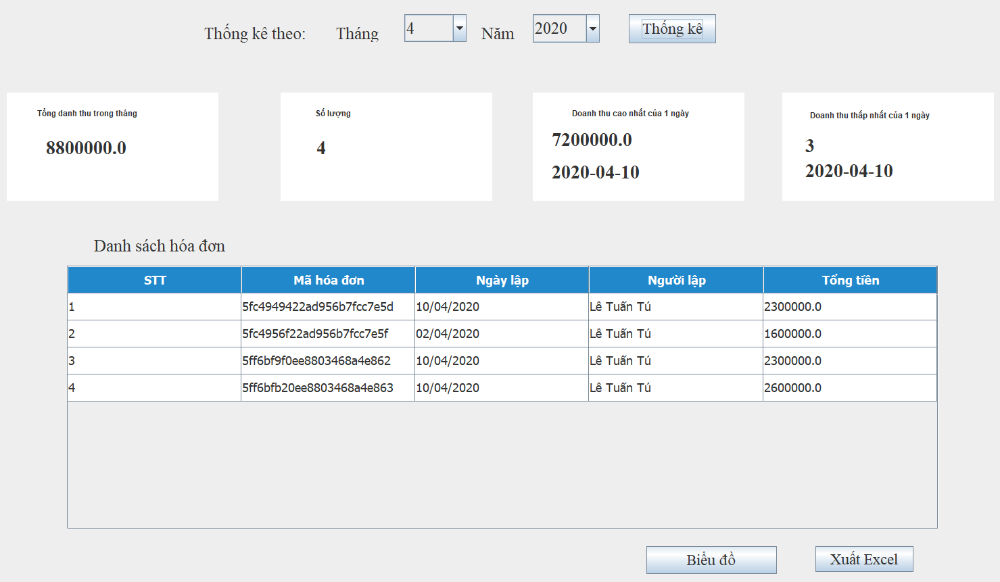 Thống kê theo: Tháng 4 Năm 2020 Thống kê
Tổng danh thu trong tháng
8800000.0
Số lượng
4
Doanh thu cao nhất của 1 ngày
7200000.0
2020-04-10
Doanh thu thấp nhất của 1 ngày
3
2020-04-10
Danh sách hóa đơn
STT Mã hóa đơn Ngày lập Người lập Tổng tiền
1 5fc4949422ad956b7fcc7e5d 10/04/2020 Lê Tuấn Tú 2300000.0
2 5fc4956f22ad956b7fcc7e5f 02/04/2020 Lê Tuấn Tú 1600000.0
3 5ff6bf9f0ee8803468a4e862 10/04/2020 Lê Tuấn Tú 2300000.0
4 5ff6bfb20ee8803468a4e863 10/04/2020 Lê Tuấn Tú 2600000.0
Biểu đồ Xuất Excel